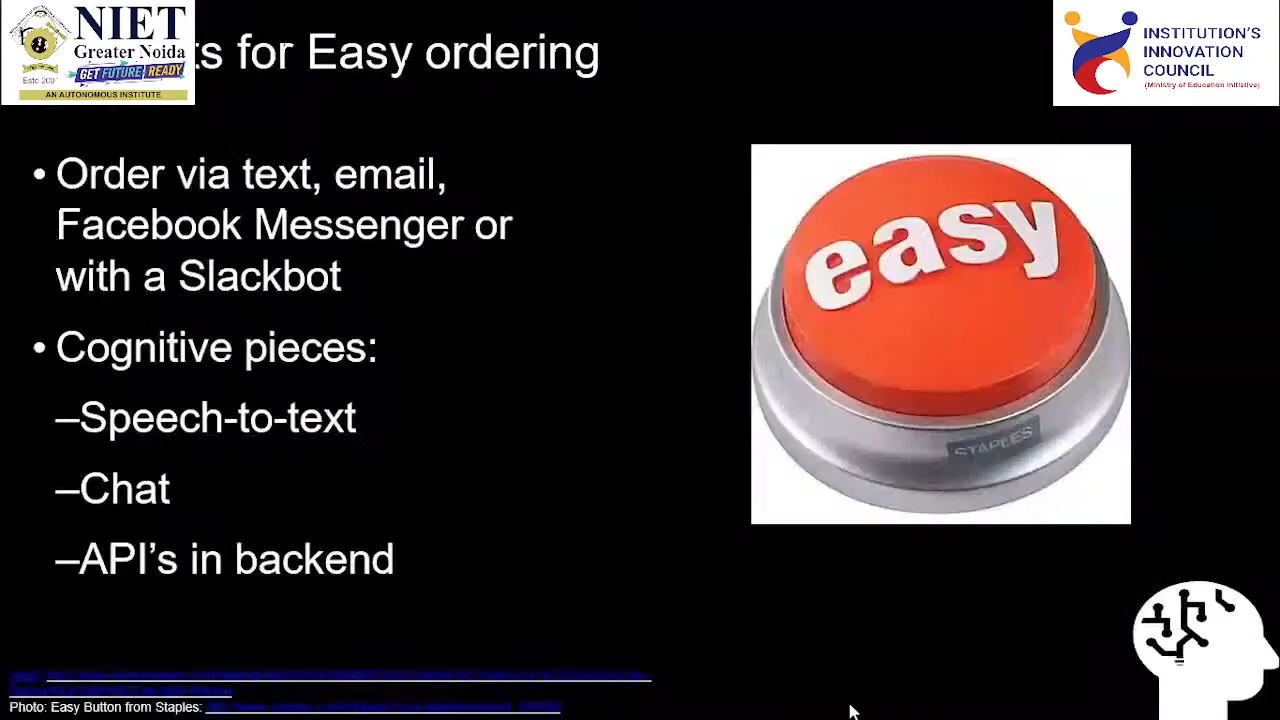 NIET
Greater Noida
GET FUTURE READY
AN AUTONOMOUS INSTITUTE.
ts for Easy ordering
INSTITUTION'S
INNOVATION
COUNCIL
(Ministry of Education Initiative)
• Order via text, email,
Facebook Messenger or
with a Slackbot
• Cognitive pieces:
–Speech-to-text
–Chat
–API's in backend
easy
STAPLES
Photo: Easy Button from Staples: